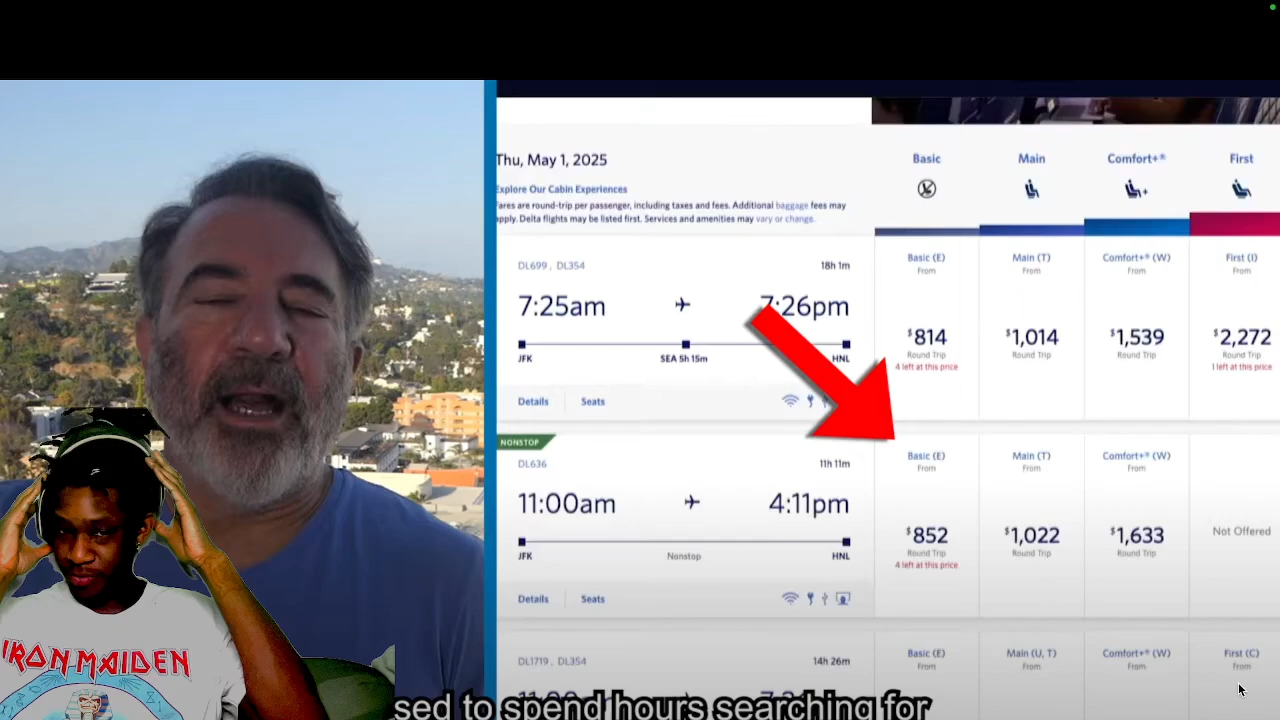 Thu, May 1, 2025
Explore Our Cabin Experiences
Fares are round-trip per passenger, including taxes and fees. Additional baggage fees may
apply. Delta flights may be listed first. Services and amenities may vary or change.
Basic Main Comfort+® First
DL699 , DL354 18h 1m
7:25am 7:26pm
JFK SEA 5h 15m HNL
Details Seats
Basic (E) Main (T) Comfort+® (W) First (I)
From From From From
$814 $1,014 $1,539 $2,272
Round Trip Round Trip Round Trip Round Trip
4 left at this price 1 left at this price
NONSTOP
DL636 11h 11m
11:00am 4:11pm
JFK Nonstop HNL
Details Seats
Basic (E) Main (T) Comfort+® (W)
From From From
$852 $1,022 $1,633 Not Offered
Round Trip Round Trip Round Trip
4 left at this price
DL1719 , DL354 14h 26m
Basic (E) Main (U, T) Comfort+® (W) First (C)
From From From From
IRON MAIDEN
sed to spend hours searching for